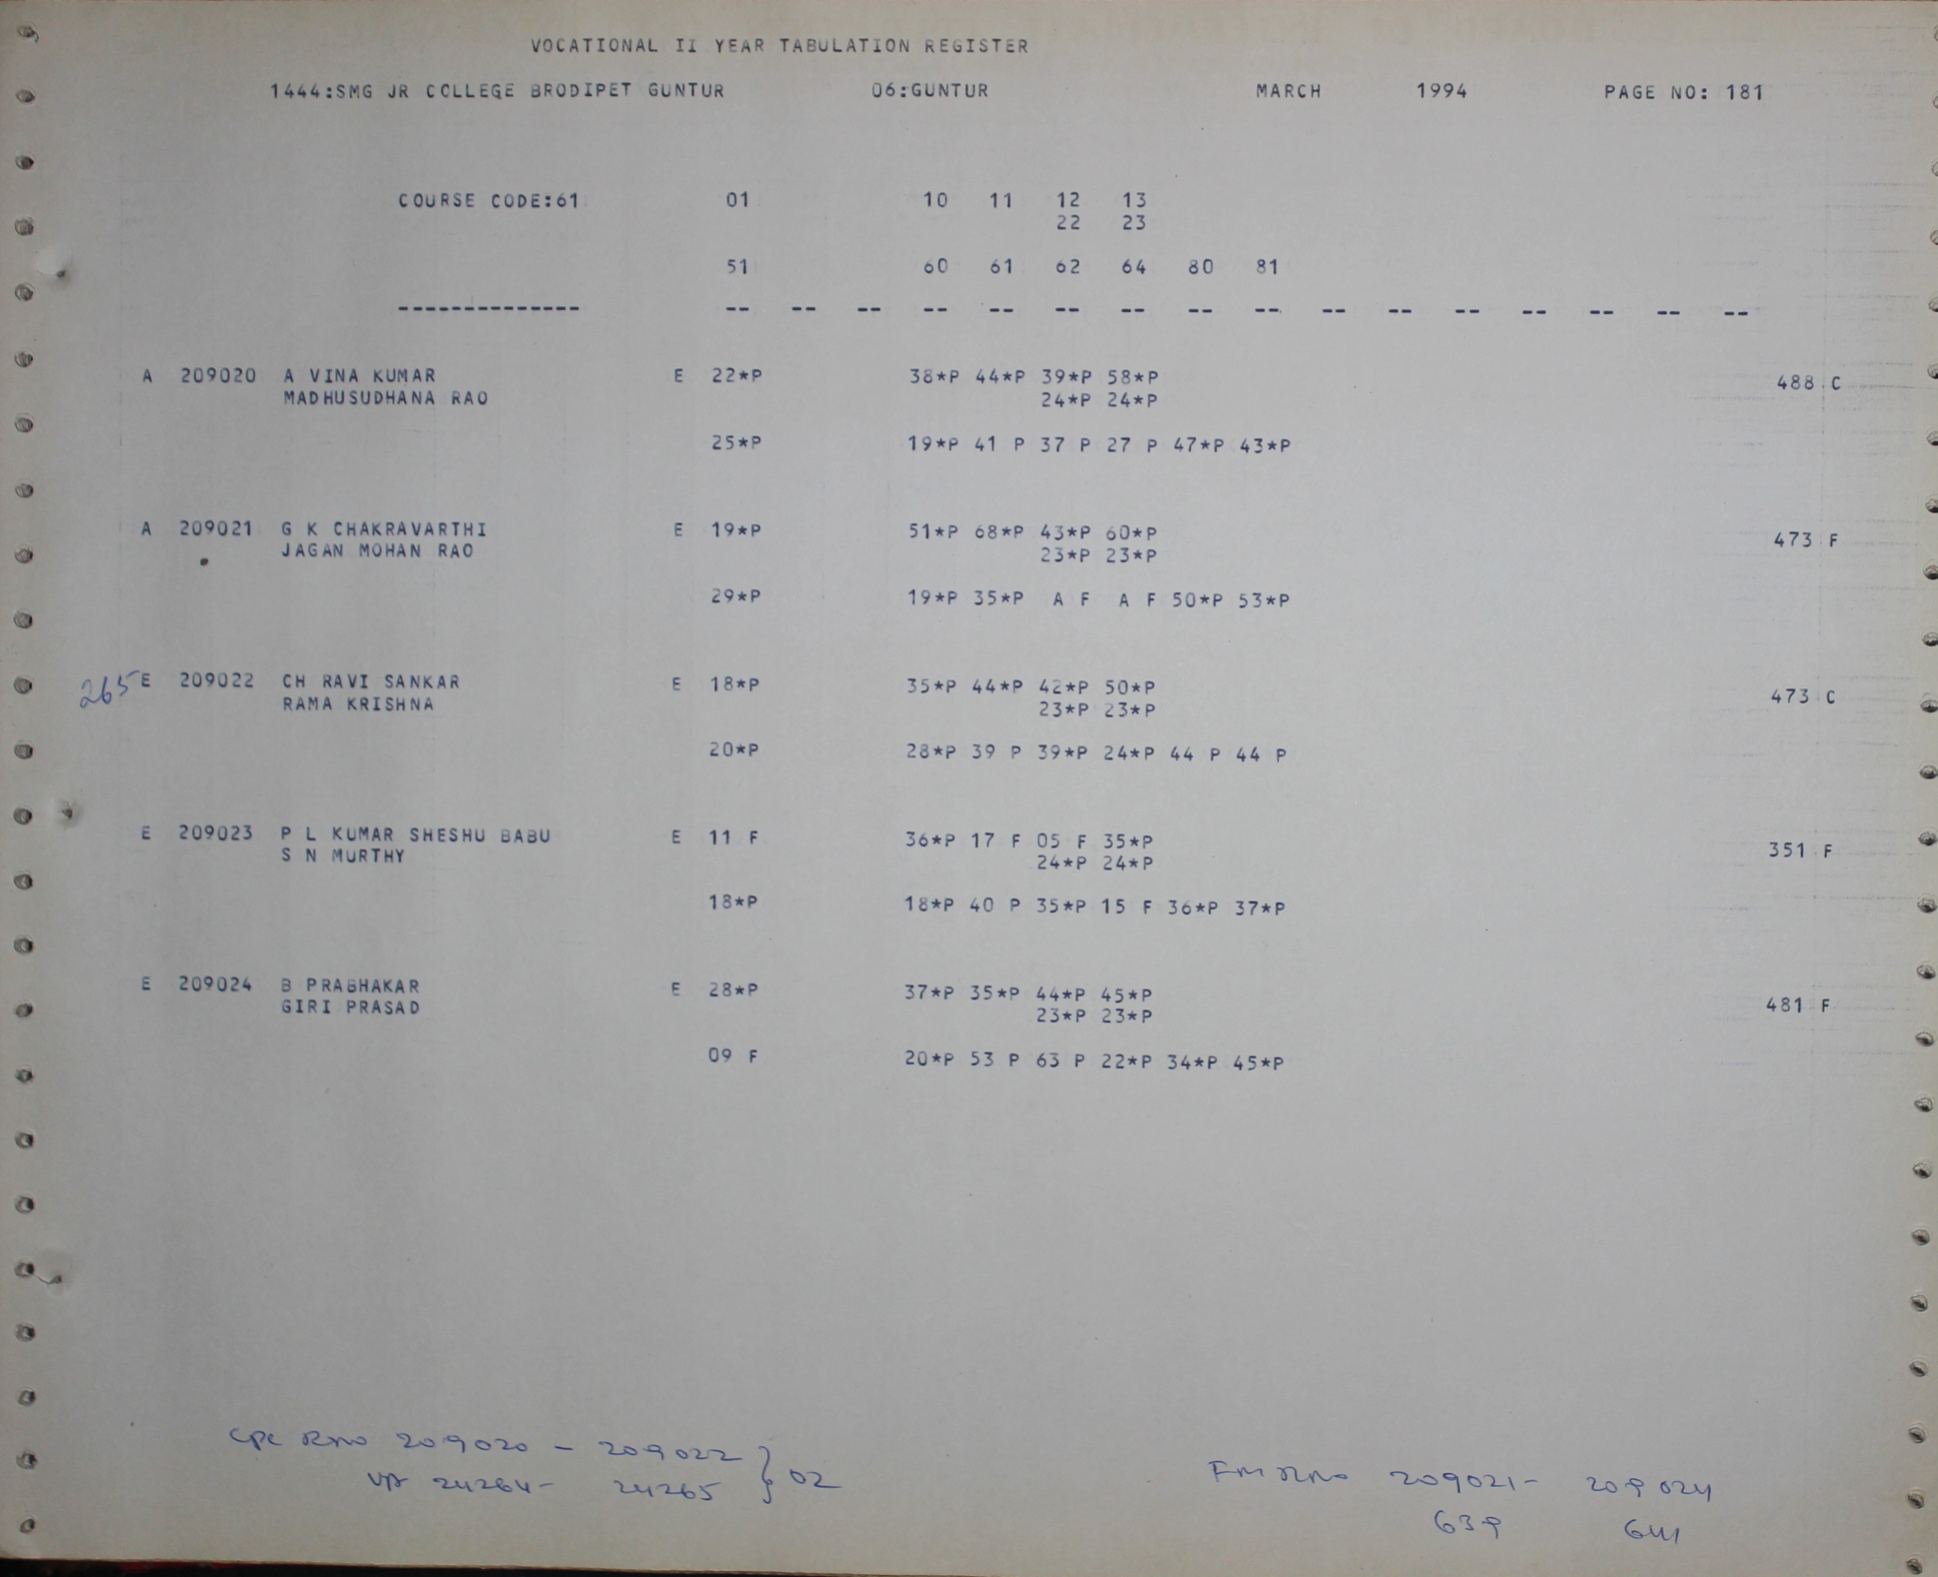 VOCATIONAL II YEAR TABULATION REGISTER
1444:SMG JR COLLEGE BRODIPET GUNTUR 06:GUNTUR MARCH 1994 PAGE NO: 181
COURSE CODE:61 01 10 11 12 13
22 23
51 60 61 62 64 80 81
-------------- -- -- -- -- -- -- -- -- -- -- -- -- -- -- -- --
A 209020 A VINA KUMAR E 22*P 38*P 44*P 39*P 58*P 488 C
MADHUSUDHANA RAO 24*P 24*P
25*P 19*P 41 P 37 P 27 P 47*P 43*P
A 209021 G K CHAKRAVARTHI E 19*P 51*P 68*P 43*P 60*P 473 F
JAGAN MOHAN RAO 23*P 23*P
29*P 19*P 35*P A F A F 50*P 53*P
265 E 209022 CH RAVI SANKAR E 18*P 35*P 44*P 42*P 50*P 473 C
RAMA KRISHNA 23*P 23*P
20*P 28*P 39 P 39*P 24*P 44 P 44 P
E 209023 P L KUMAR SHESHU BABU E 11 F 36*P 17 F 05 F 35*P 351 F
S N MURTHY 24*P 24*P
18*P 18*P 40 P 35*P 15 F 36*P 37*P
E 209024 B PRABHAKAR E 28*P 37*P 35*P 44*P 45*P 481 F
GIRI PRASAD 23*P 23*P
09 F 20*P 53 P 63 P 22*P 34*P 45*P
209020 - 209022 } 02
24264 - 24265
209021 - 209024
639 641